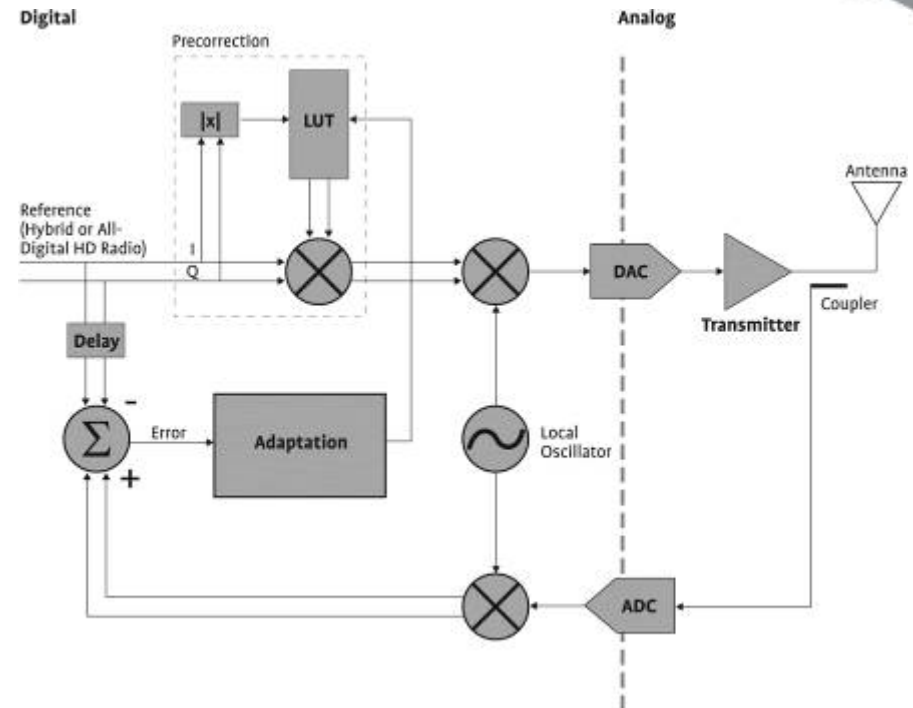 Digital
Analog
Precorrection
|x|
LUT
Antenna
Reference
(Hybrid or All-
Digital HD Radio)
I
Q
DAC
Coupler
Transmitter
Delay
-
Σ
Error
Adaptation
Local
Oscillator
+
ADC